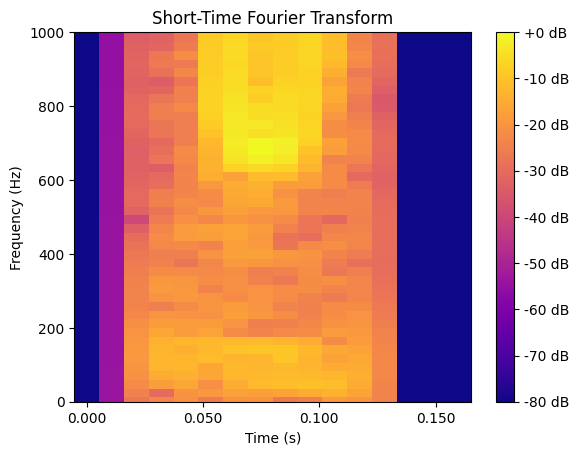 Short-Time Fourier Transform
1000
800
600
400
200
0
Frequency (Hz)
0.000
0.050
0.100
0.150
Time (s)
+0 dB
-10 dB
-20 dB
-30 dB
-40 dB
-50 dB
-60 dB
-70 dB
-80 dB